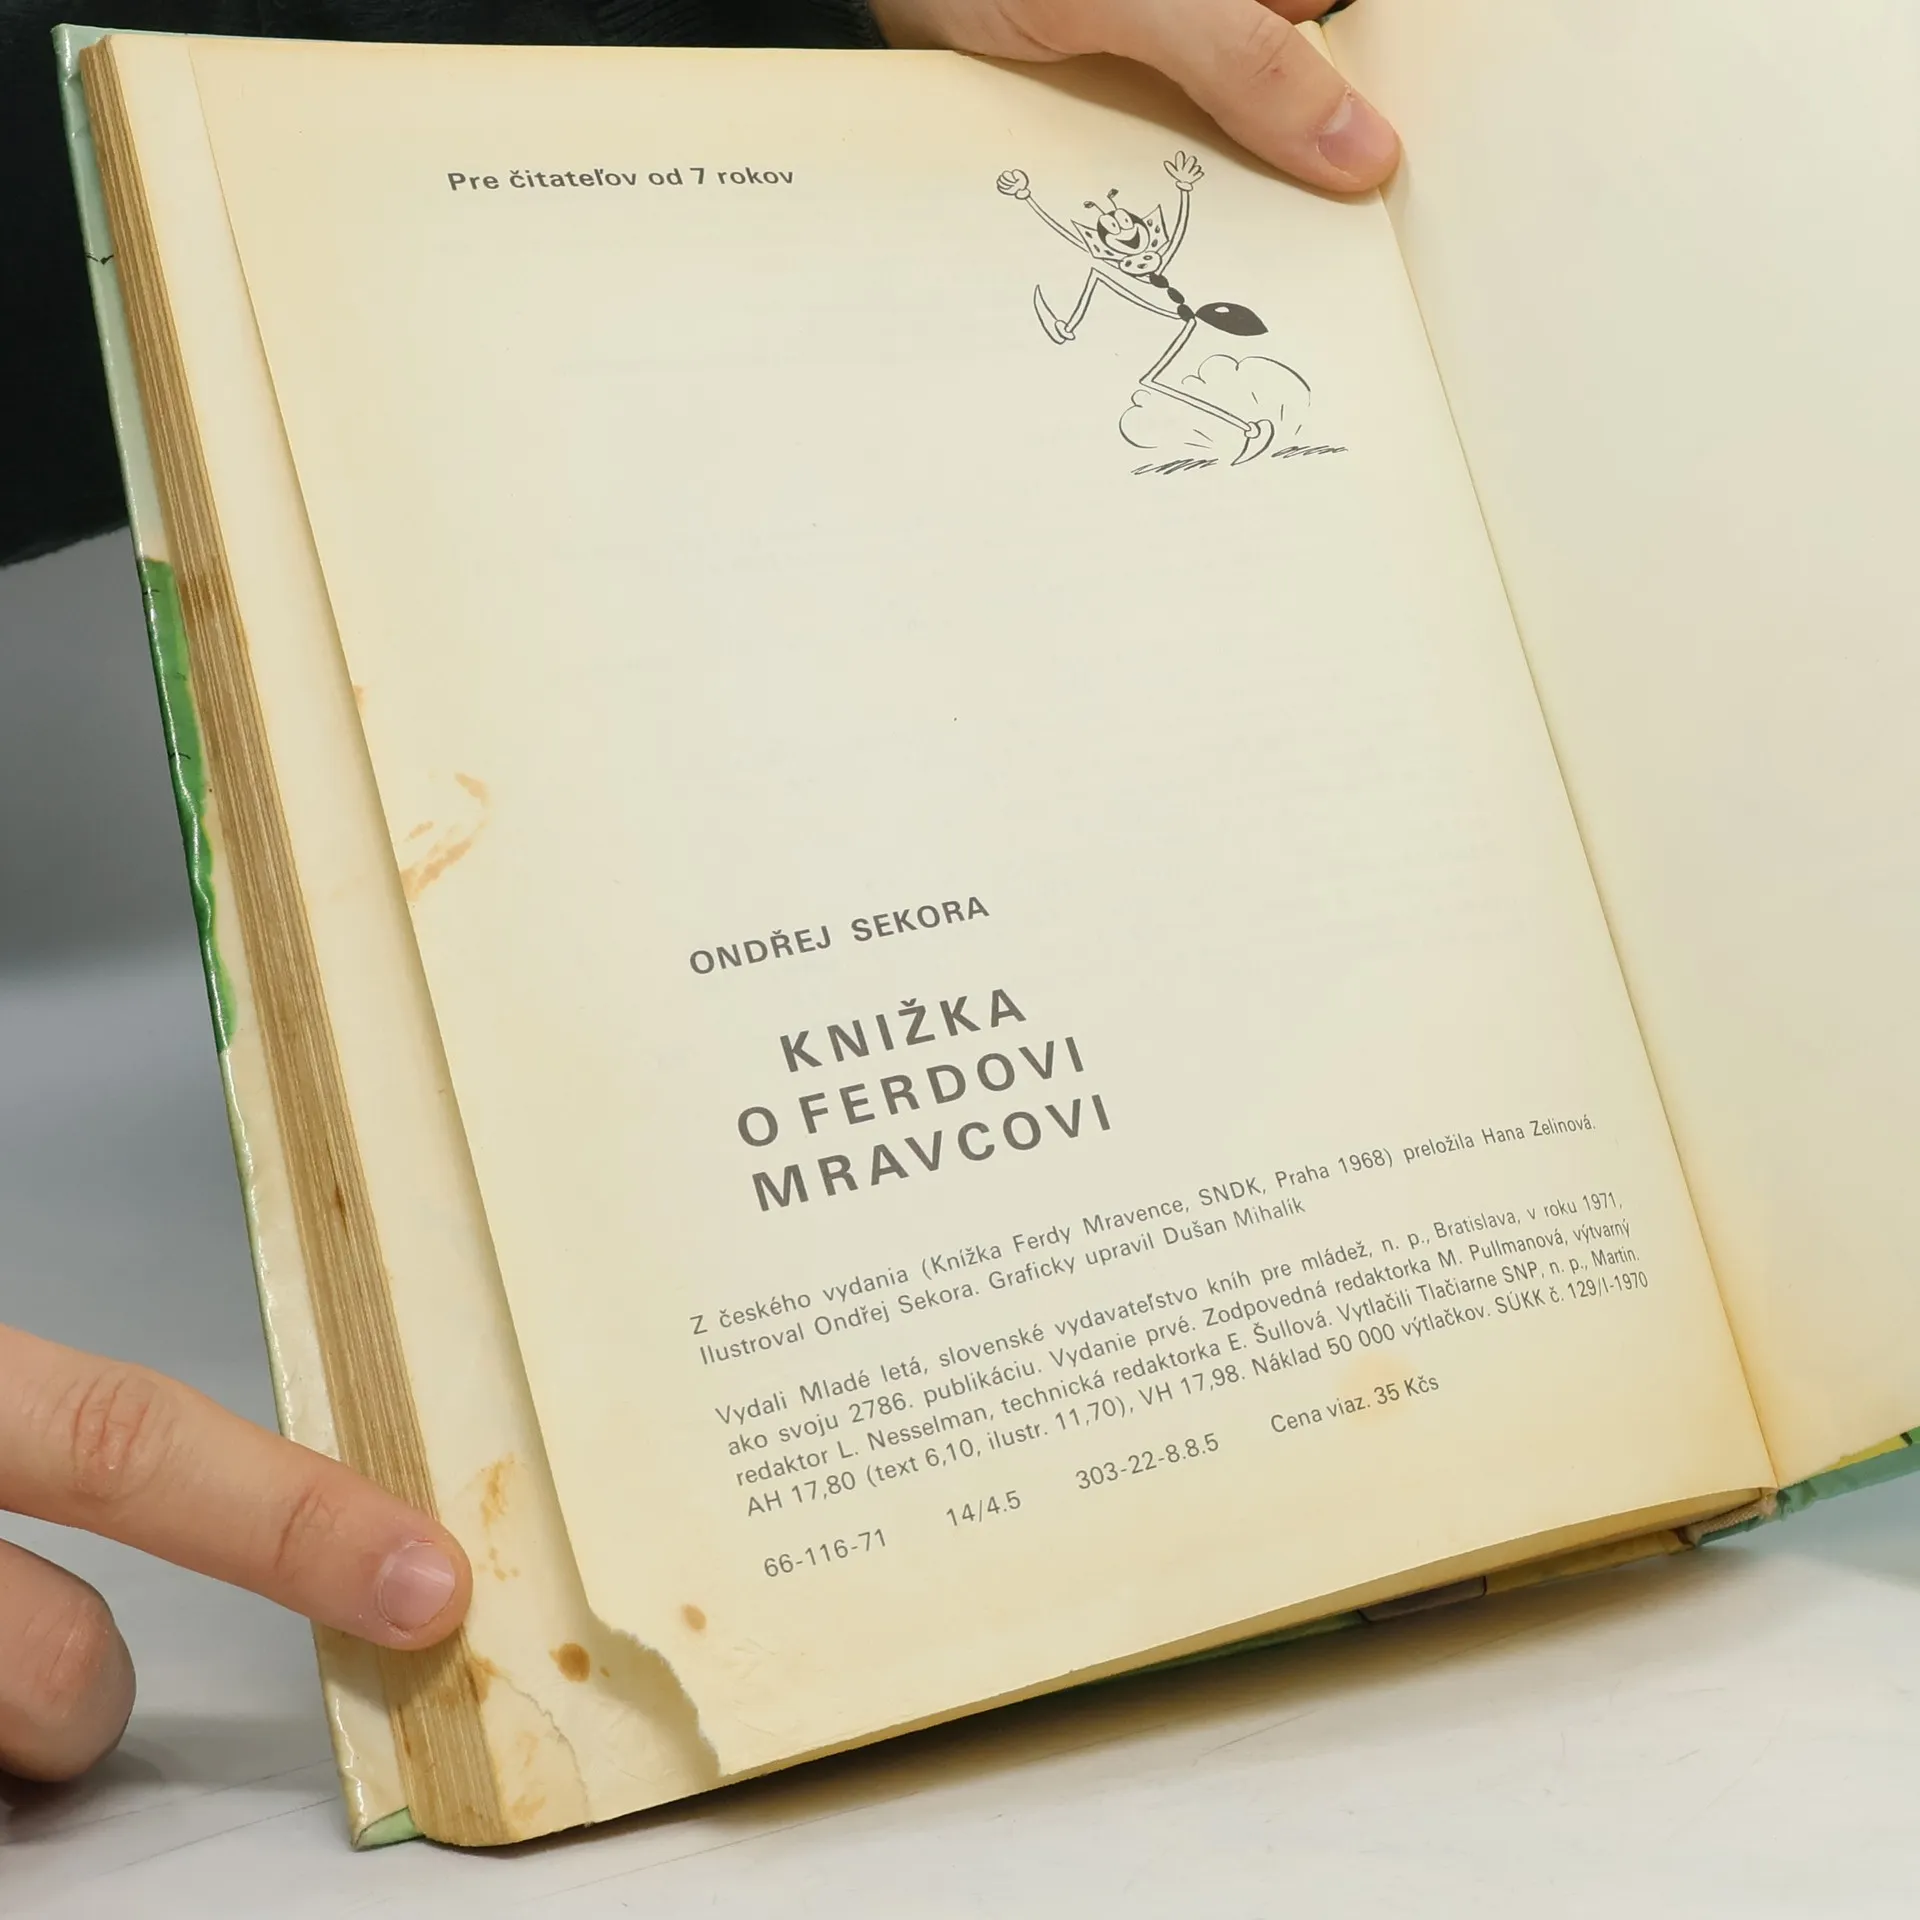 Pre čitateľov od 7 rokov
ONDŘEJ SEKORA
KNIŽKA
O FERDOVI
MRAVCOVI
Z českého vydania (Knížka Ferdy Mravence, SNDK, Praha 1968) preložila Hana Zelinová.
Ilustroval Ondřej Sekora. Graficky upravil Dušan Mihalík
Vydali Mladé letá, slovenské vydavateľstvo kníh pre mládež, n. p., Bratislava, v roku 1971,
ako svoju 2786. publikáciu. Vydanie prvé. Zodpovedná redaktorka M. Pullmanová, výtvarný
redaktor L. Nesselman, technická redaktorka E. Šullová. Vytlačili Tlačiarne SNP, n. p., Martin.
AH 17,80 (text 6,10, ilustr. 11,70), VH 17,98. Náklad 50 000 výtlačkov. SÚKK č. 129/I-1970
66-116-71 14/4.5 303-22-8.8.5 Cena viaz. 35 Kčs